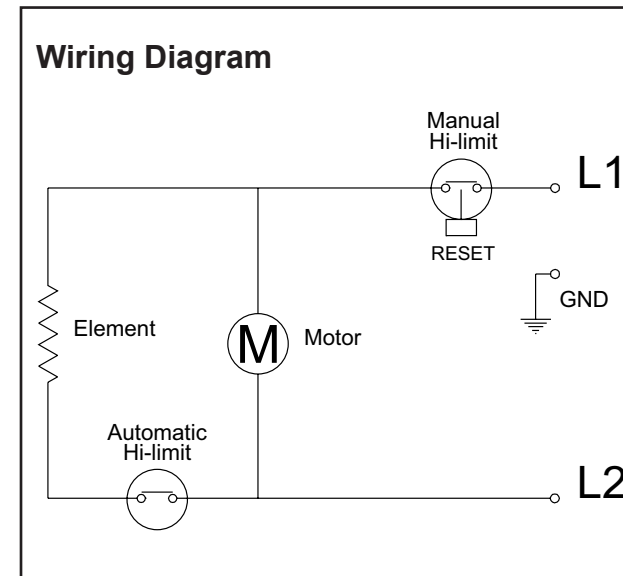 Wiring Diagram
Manual
Hi-limit
L1
RESET
GND
Element
M
Motor
Automatic
Hi-limit
L2